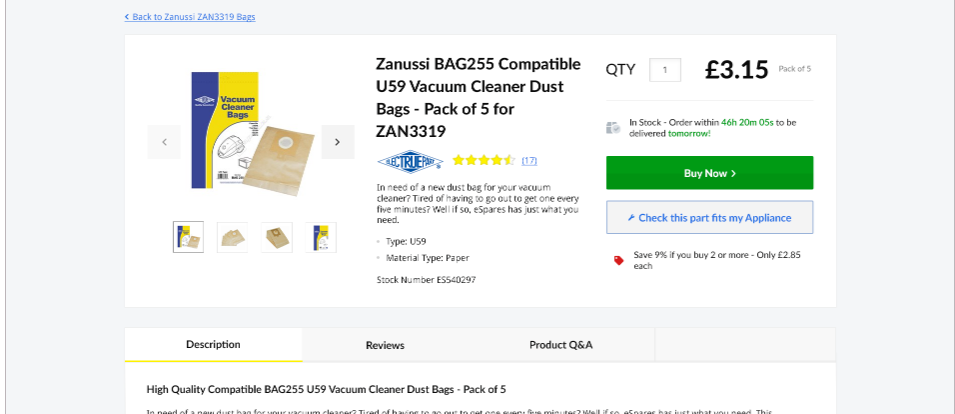 < Back to Zanussi ZAN3319 Bags
Vacuum
Cleaner
Bags
Zanussi BAG255 Compatible
U59 Vacuum Cleaner Dust
Bags - Pack of 5 for
ZAN3319
ELECTRUEPART
(17)
In need of a new dust bag for your vacuum
cleaner? Tired of having to go out to get one every
five minutes? Well if so, eSpares has just what you
need.
Type: U59
Material Type: Paper
Stock Number ES540297
QTY 1 £3.15 Pack of 5
In Stock - Order within 46h 20m 05s to be
delivered tomorrow!
Buy Now >
Check this part fits my Appliance
Save 9% if you buy 2 or more - Only £2.85
each
Description Reviews Product Q&A
High Quality Compatible BAG255 U59 Vacuum Cleaner Dust Bags - Pack of 5
In need of a new dust bag for your vacuum cleaner? Tired of having to go out to get one every five minutes? Well if so, eSpares has just what you need. This